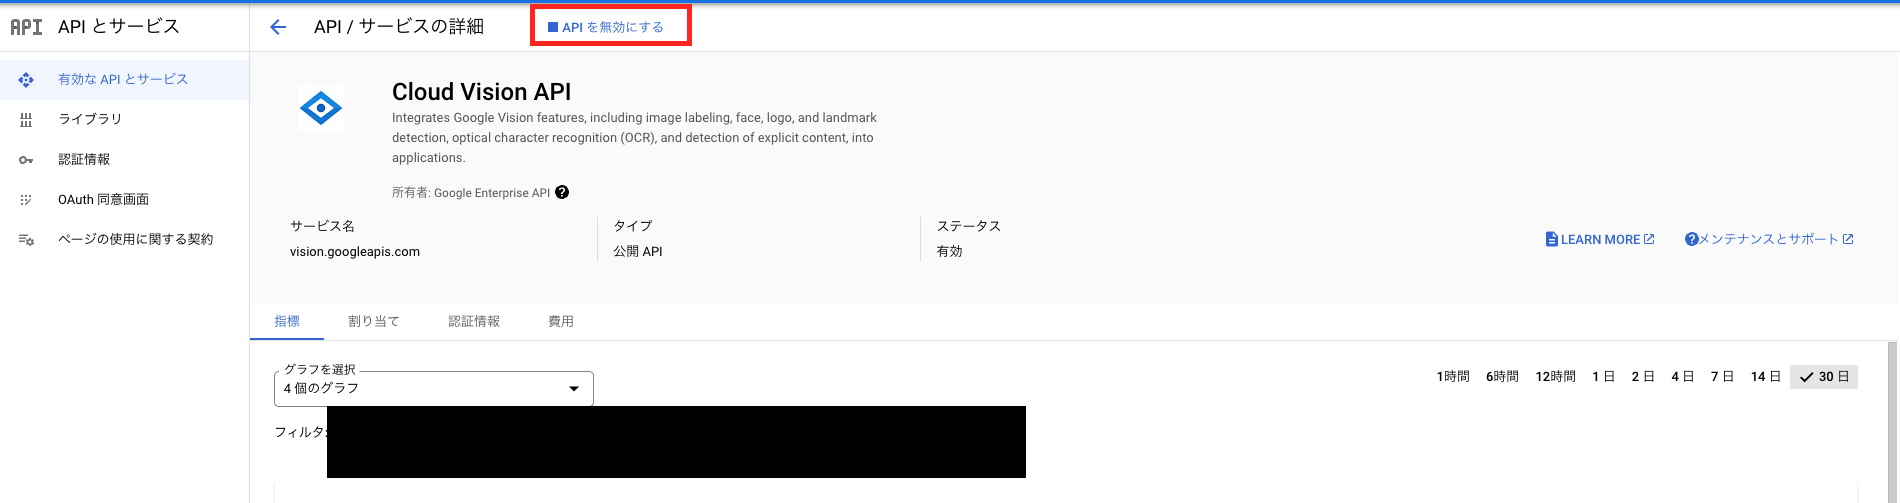 API API とサービス
API / サービスの詳細
API を無効にする
有効な API とサービス
ライブラリ
認証情報
OAuth 同意画面
ページの使用に関する契約
Cloud Vision API
Integrates Google Vision features, including image labeling, face, logo, and landmark
detection, optical character recognition (OCR), and detection of explicit content, into
applications.
所有者: Google Enterprise API
サービス名
vision.googleapis.com
タイプ
公開 API
ステータス
有効
LEARN MORE
メンテナンスとサポート
指標 割り当て 認証情報 費用
グラフを選択
4 個のグラフ
1時間 6時間 12時間 1 日 2 日 4 日 7 日 14 日 30 日
フィルタ